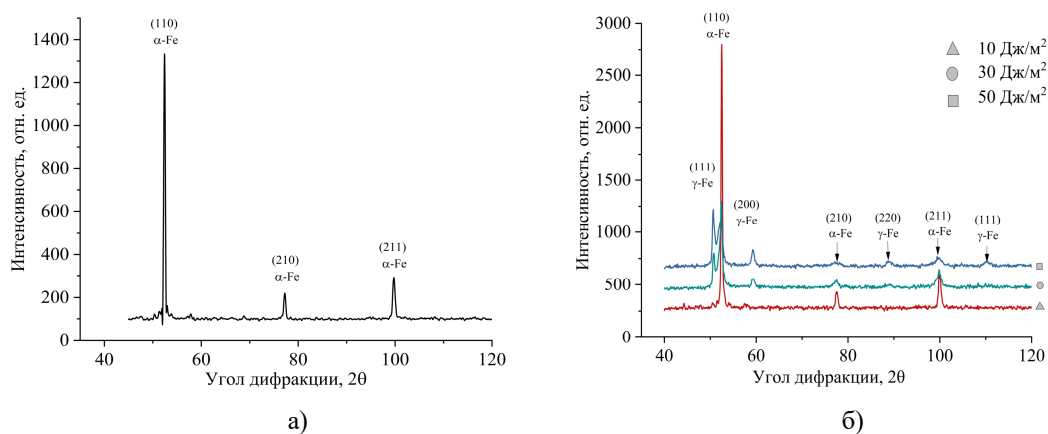 (110)
α-Fe
1400
1200
1000
800
600
400
200
0
(210)
α-Fe
(211)
α-Fe
40
60
80
100
120
Интенсивность, отн. ед.
Угол дифракции, 2θ
а)
(110)
α-Fe
3000
2500
2000
1500
1000
500
0
10 Дж/м²
30 Дж/м²
50 Дж/м²
(111)
γ-Fe
(200)
γ-Fe
(210)
α-Fe
(220)
γ-Fe
(211)
α-Fe
(111)
γ-Fe
40
60
80
100
120
Интенсивность, отн. ед.
Угол дифракции, 2θ
б)